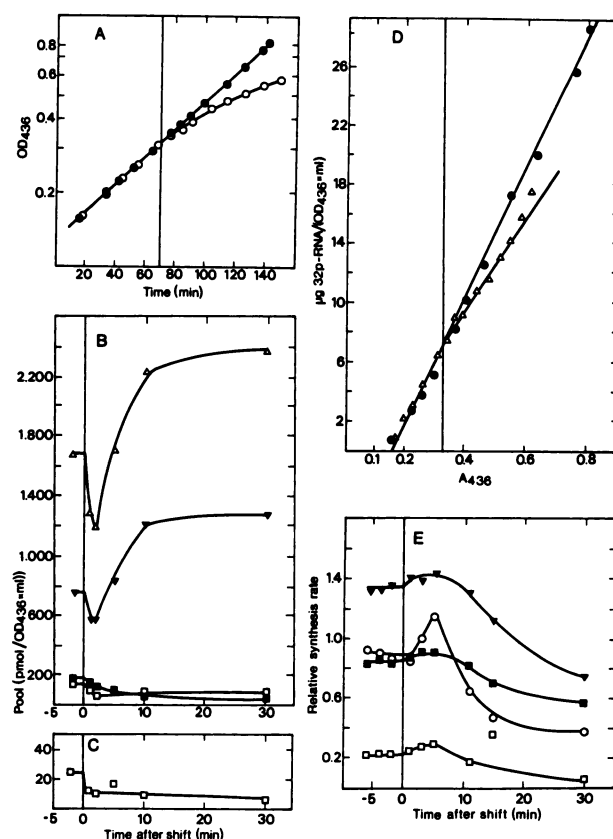 A
0.8
0.6
0.4
0.2
OD436
20 40 60 80 100 120 140
Time (min)
B
2.200
1.800
1.400
1.000
600
200
Pool (pmol/OD436=ml))
-5 0 10 20 30
C
40
20
-5 0 10 20 30
Time after shift (min)
D
26
22
18
14
10
6
2
µg 32p-RNA/(OD436=ml)
0.1 0.2 0.4 0.6 0.8
A436
E
1.4
1.0
0.6
0.2
Relative synthesis rate
-5 0 10 20 30
Time after shift (min)